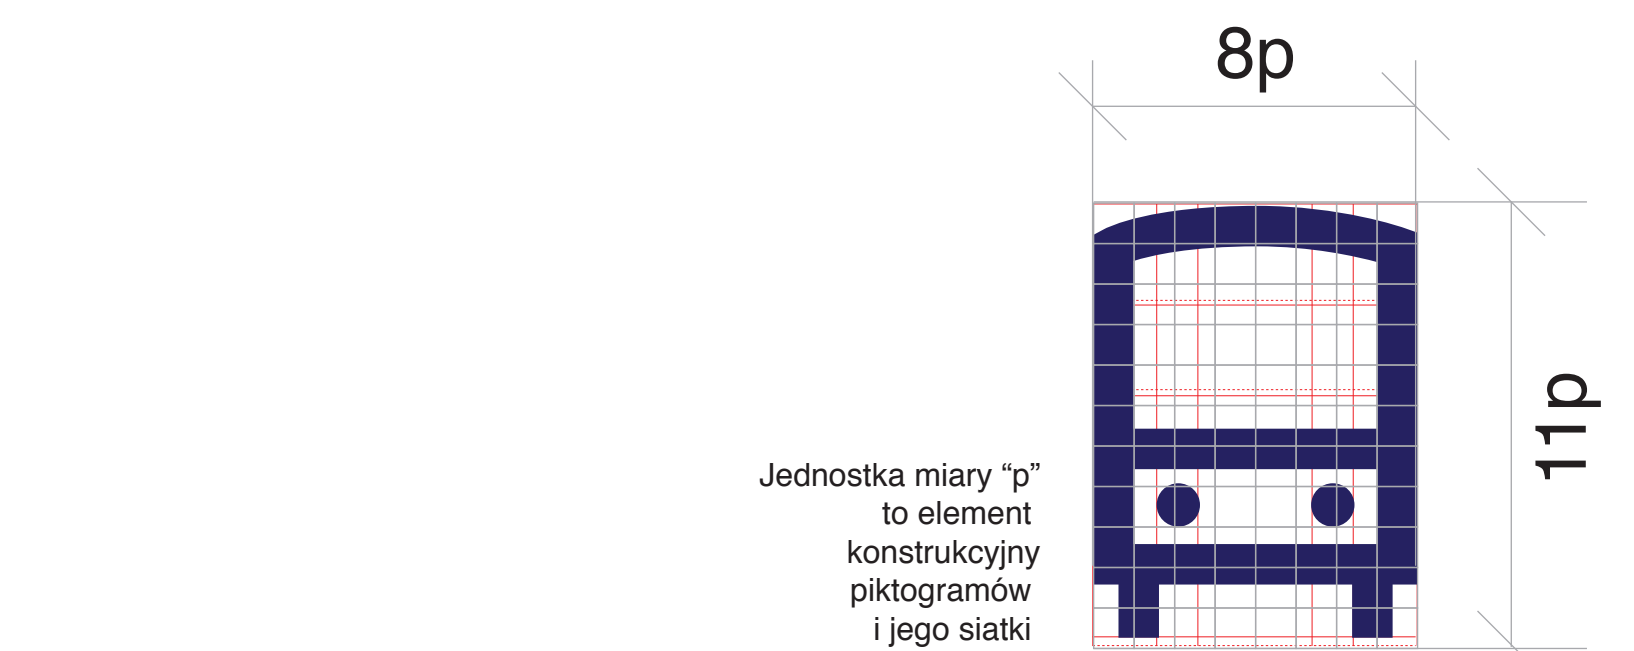 8p
11p
Jednostka miary “p”
to element
konstrukcyjny
piktogramów
i jego siatki